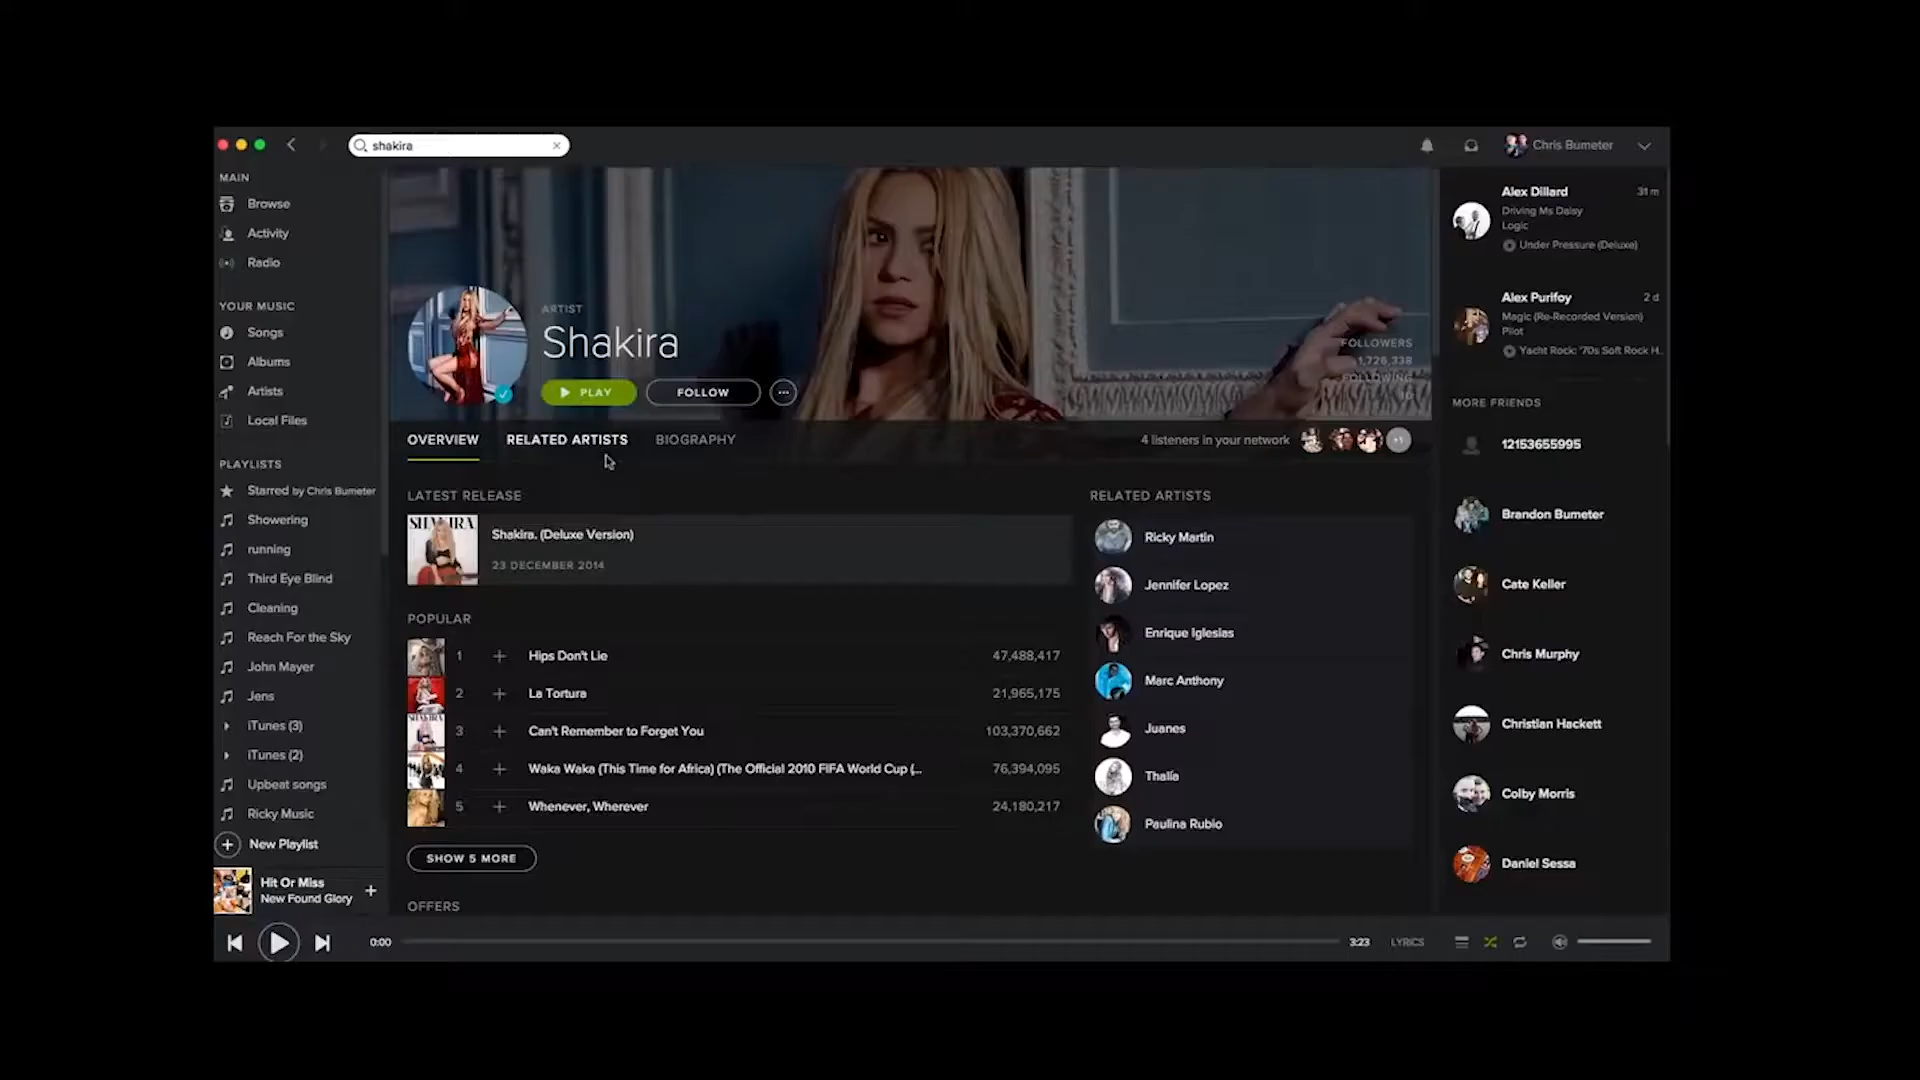 shakira
Chris Bumeter
MAIN
Browse
Activity
Radio
YOUR MUSIC
Songs
Albums
Artists
Local Files
PLAYLISTS
Starred by Chris Bumeter
Showering
running
Third Eye Blind
Cleaning
Reach For the Sky
John Mayer
Jens
iTunes (3)
iTunes (2)
Upbeat songs
Ricky Music
New Playlist
Hit Or Miss
New Found Glory
ARTIST
Shakira
PLAY
FOLLOW
FOLLOWERS
1,726,338
FOLLOWING
OVERVIEW
RELATED ARTISTS
BIOGRAPHY
4 listeners in your network
+1
LATEST RELEASE
SHAKIRA
Shakira. (Deluxe Version)
23 DECEMBER 2014
POPULAR
1 Hips Don't Lie 47,488,417
2 La Tortura 21,965,175
3 Can't Remember to Forget You 103,370,662
4 Waka Waka (This Time for Africa) (The Official 2010 FIFA World Cup (... 76,394,095
5 Whenever, Wherever 24,180,217
SHOW 5 MORE
OFFERS
RELATED ARTISTS
Ricky Martin
Jennifer Lopez
Enrique Iglesias
Marc Anthony
Juanes
Thalía
Paulina Rubio
Alex Dillard 31 m
Driving Ms Daisy
Logic
Under Pressure (Deluxe)
Alex Purifoy 2 d
Magic (Re-Recorded Version)
Pilot
Yacht Rock: '70s Soft Rock H..
MORE FRIENDS
12153655995
Brandon Bumeter
Cate Keller
Chris Murphy
Christian Hackett
Colby Morris
Daniel Sessa
0:00
3:23
LYRICS